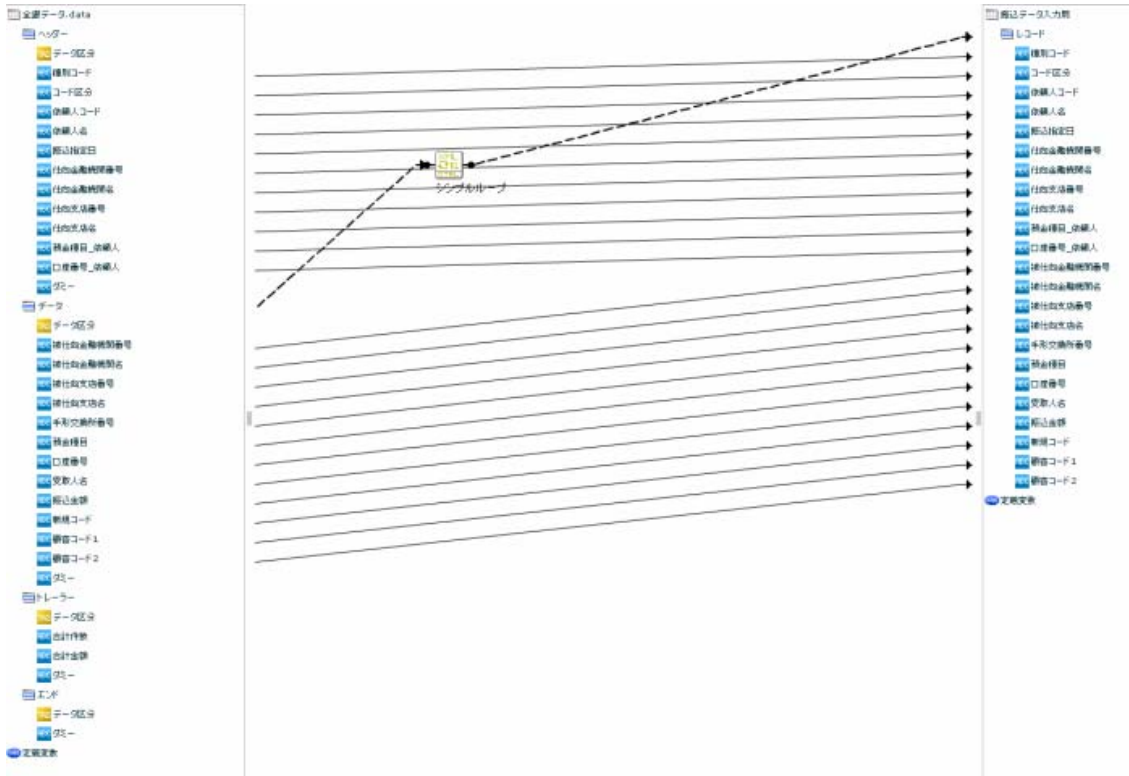 全銀データ.data
ヘッダー
データ区分
種別コード
コード区分
依頼人コード
依頼人名
振込指定日
仕向金融機関番号
仕向金融機関名
仕向支店番号
仕向支店名
預金種目_依頼人
口座番号_依頼人
ダミー
データ
データ区分
被仕向金融機関番号
被仕向金融機関名
被仕向支店番号
被仕向支店名
手形交換所番号
預金種目
口座番号
受取人名
振込金額
新規コード
顧客コード1
顧客コード2
ダミー
トレーラー
データ区分
合計件数
合計金額
ダミー
エンド
データ区分
ダミー
定義変数
シンプルループ
振込データ入力用
レコード
種別コード
コード区分
依頼人コード
依頼人名
振込指定日
仕向金融機関番号
仕向金融機関名
仕向支店番号
仕向支店名
預金種目_依頼人
口座番号_依頼人
被仕向金融機関番号
被仕向金融機関名
被仕向支店番号
被仕向支店名
手形交換所番号
預金種目
口座番号
受取人名
振込金額
新規コード
顧客コード1
顧客コード2
定義変数